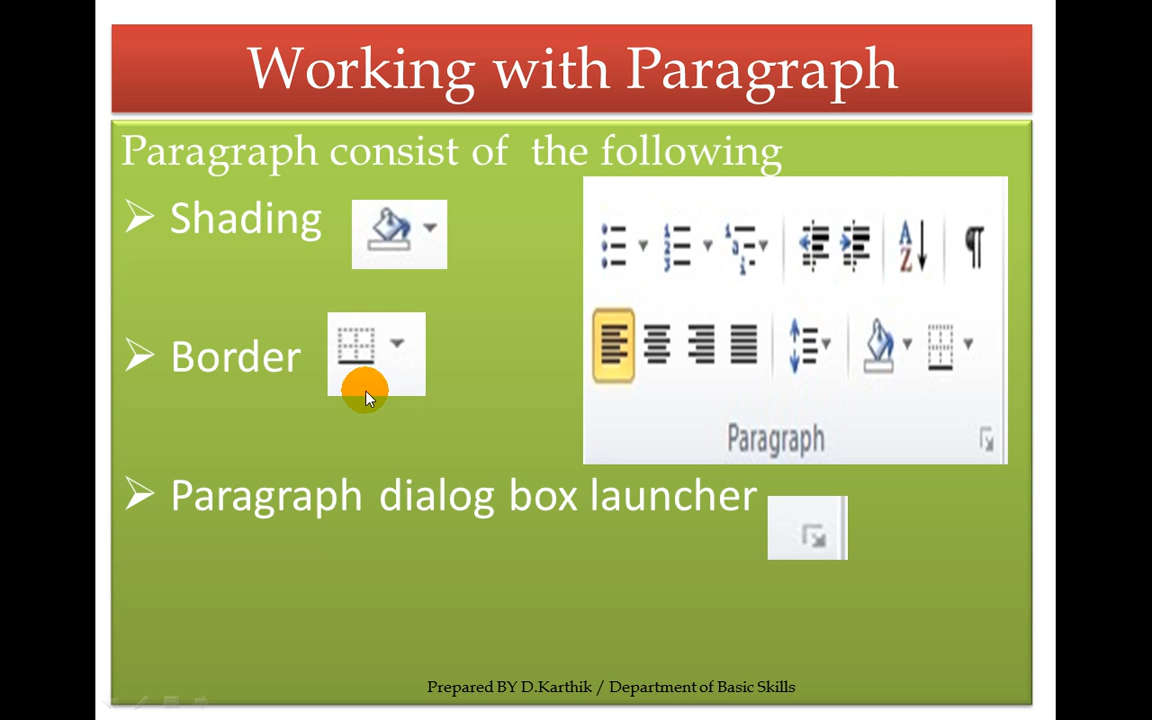 Working with Paragraph
Paragraph consist of the following
Shading
Border
Paragraph
Paragraph dialog box launcher
Prepared BY D.Karthik / Department of Basic Skills